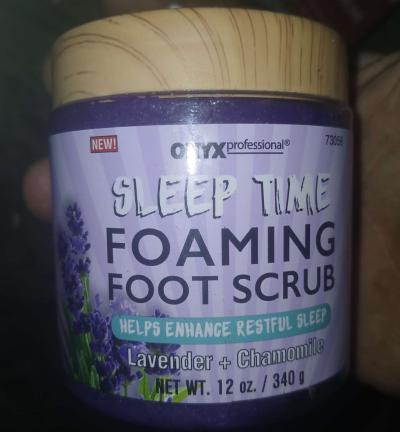 NEW!
ONYX professional®
73056
SLEEP TIME
FOAMING
FOOT SCRUB
HELPS ENHANCE RESTFUL SLEEP
Lavender + Chamomile
NET WT. 12 oz. / 340 g